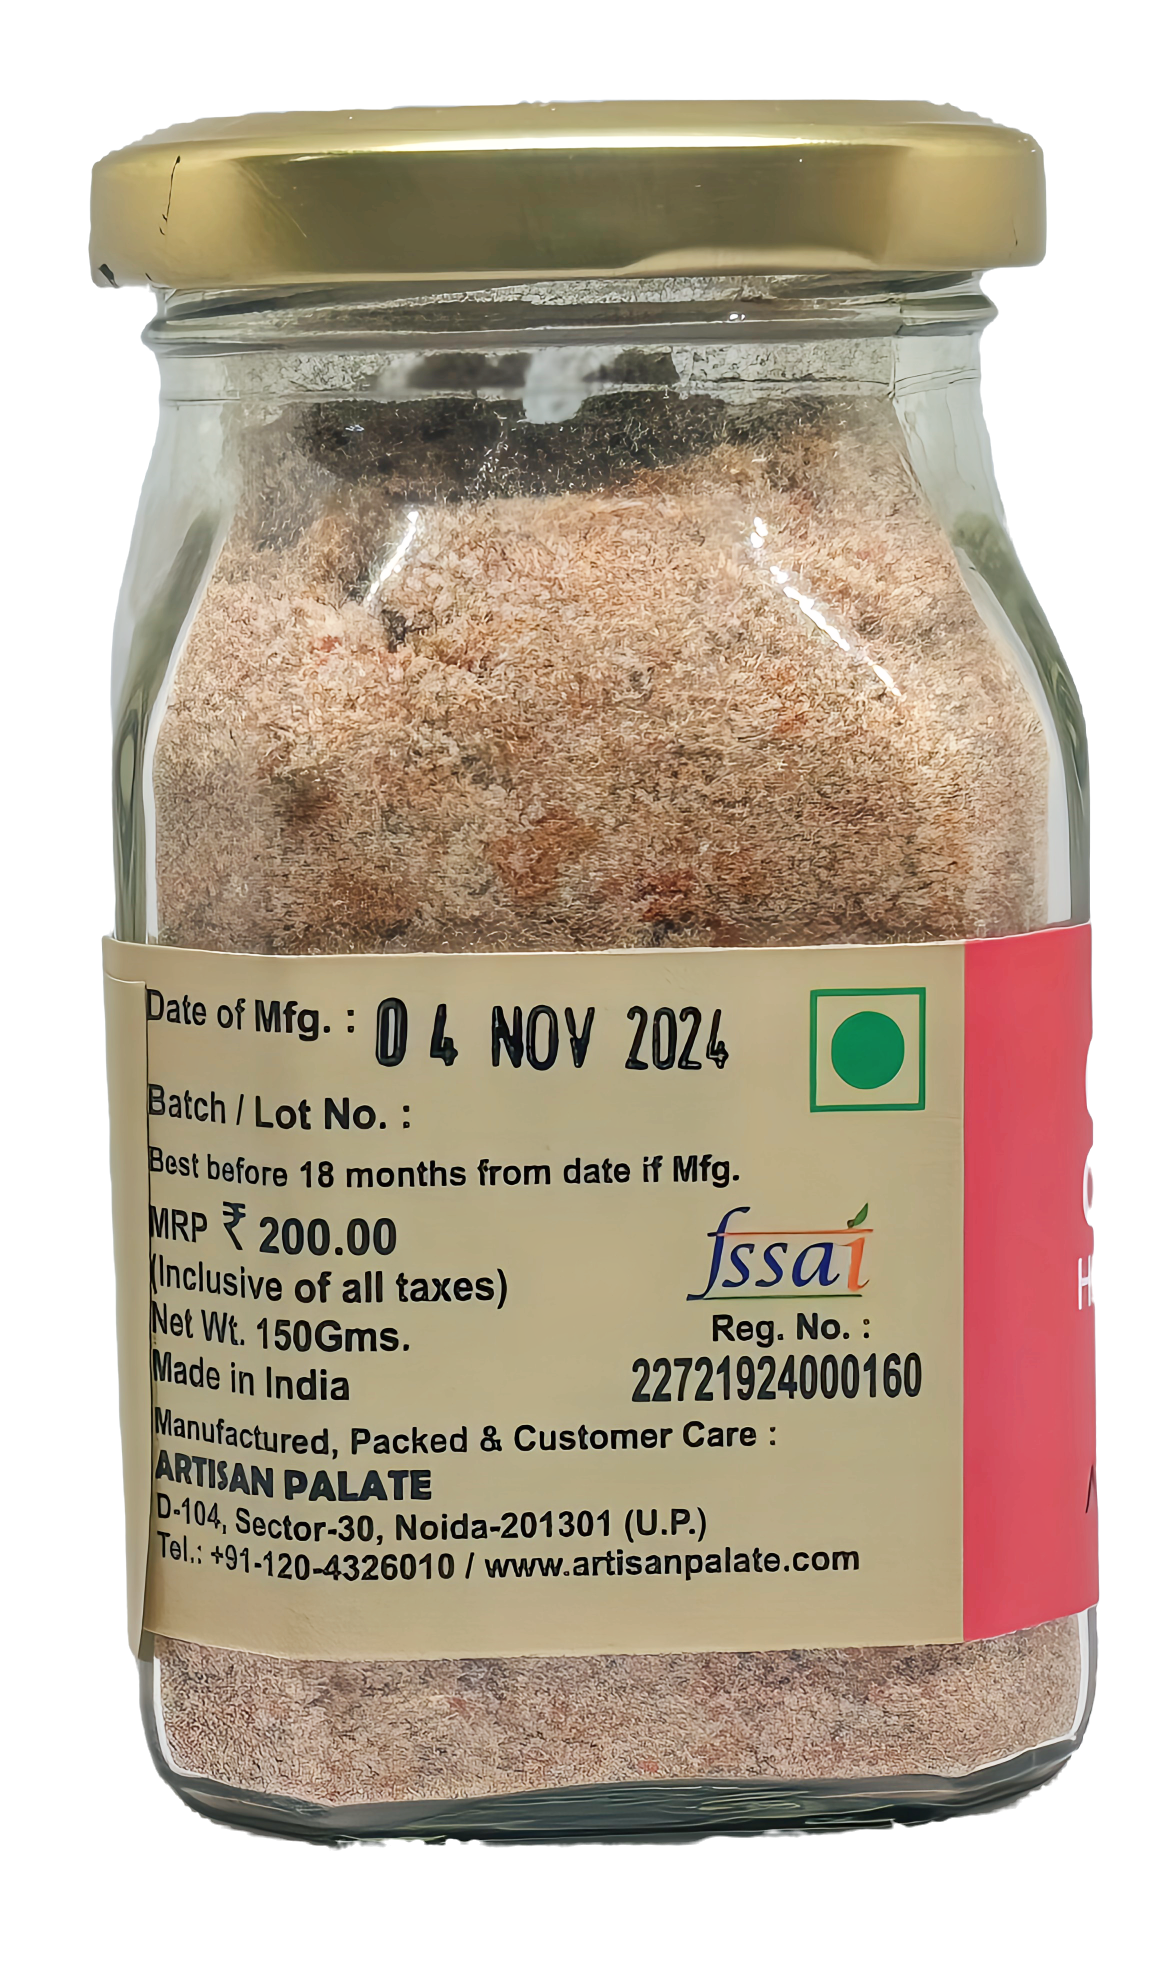 Date of Mfg. : 04 NOV 2024
Batch / Lot No. :
Best before 18 months from date if Mfg.
MRP ₹ 200.00
(Inclusive of all taxes)
Net Wt. 150Gms.
Made in India
fssai
Reg. No. :
22721924000160
Manufactured, Packed & Customer Care :
ARTISAN PALATE
D-104, Sector-30, Noida-201301 (U.P.)
Tel.: +91-120-4326010 / www.artisanpalate.com